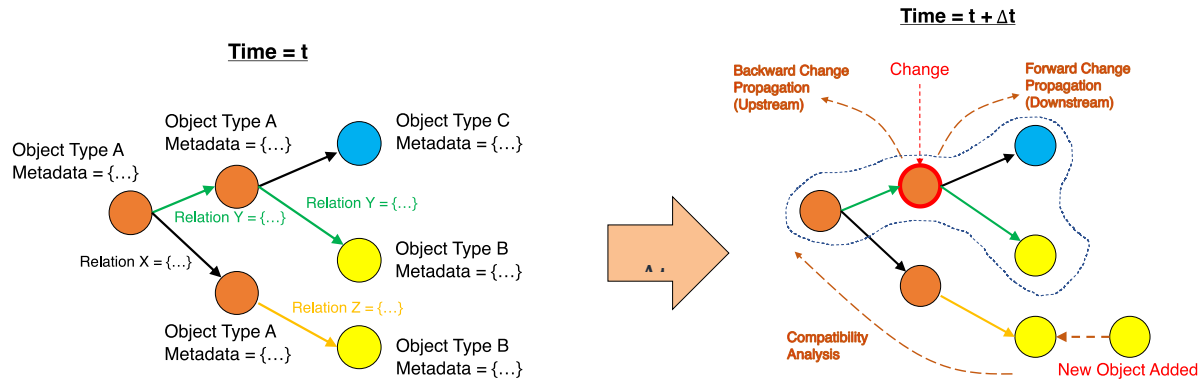 Time = t
Object Type A
Metadata = {…}
Object Type A
Metadata = {…}
Object Type C
Metadata = {…}
Relation Y = {…}
Relation Y = {…}
Relation X = {…}
Object Type B
Metadata = {…}
Relation Z = {…}
Object Type A
Metadata = {…}
Object Type B
Metadata = {…}
Time = t + Δt
Backward Change
Propagation
(Upstream)
Change
Forward Change
Propagation
(Downstream)
Compatibility
Analysis
New Object Added